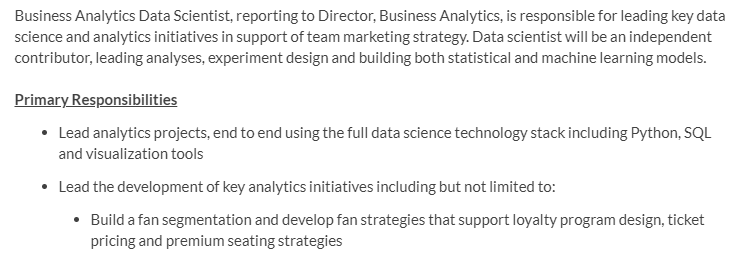 Business Analytics Data Scientist, reporting to Director, Business Analytics, is responsible for leading key data
science and analytics initiatives in support of team marketing strategy. Data scientist will be an independent
contributor, leading analyses, experiment design and building both statistical and machine learning models.
Primary Responsibilities
• Lead analytics projects, end to end using the full data science technology stack including Python, SQL
and visualization tools
• Lead the development of key analytics initiatives including but not limited to:
• Build a fan segmentation and develop fan strategies that support loyalty program design, ticket
pricing and premium seating strategies